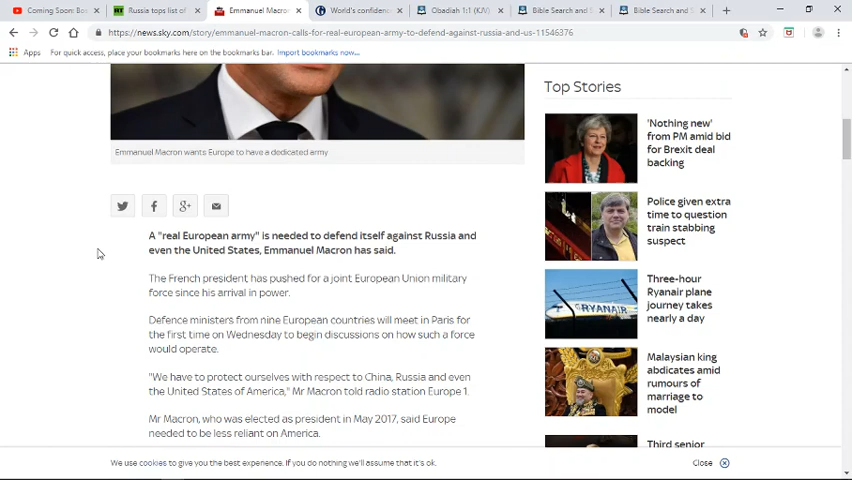 Coming Soon: Bo
Russia tops list of
Emmanuel Macro
World's confidenc
Obadiah 1:1 (KJV)
Bible Search and S
Bible Search and S
https://news.sky.com/story/emmanuel-macron-calls-for-real-european-army-to-defend-against-russia-and-us-11546376
Apps For quick access, place your bookmarks here on the bookmarks bar. Import bookmarks now...
Emmanuel Macron wants Europe to have a dedicated army
A "real European army" is needed to defend itself against Russia and
even the United States, Emmanuel Macron has said.
The French president has pushed for a joint European Union military
force since his arrival in power.
Defence ministers from nine European countries will meet in Paris for
the first time on Wednesday to begin discussions on how such a force
would operate.
"We have to protect ourselves with respect to China, Russia and even
the United States of America," Mr Macron told radio station Europe 1.
Mr Macron, who was elected as president in May 2017, said Europe
needed to be less reliant on America.
Top Stories
'Nothing new'
from PM amid bid
for Brexit deal
backing
Police given extra
time to question
train stabbing
suspect
RYANAIR
Three-hour
Ryanair plane
journey takes
nearly a day
Malaysian king
abdicates amid
rumours of
marriage to
model
Third senior
We use cookies to give you the best experience. If you do nothing we'll assume that it's ok.
Close